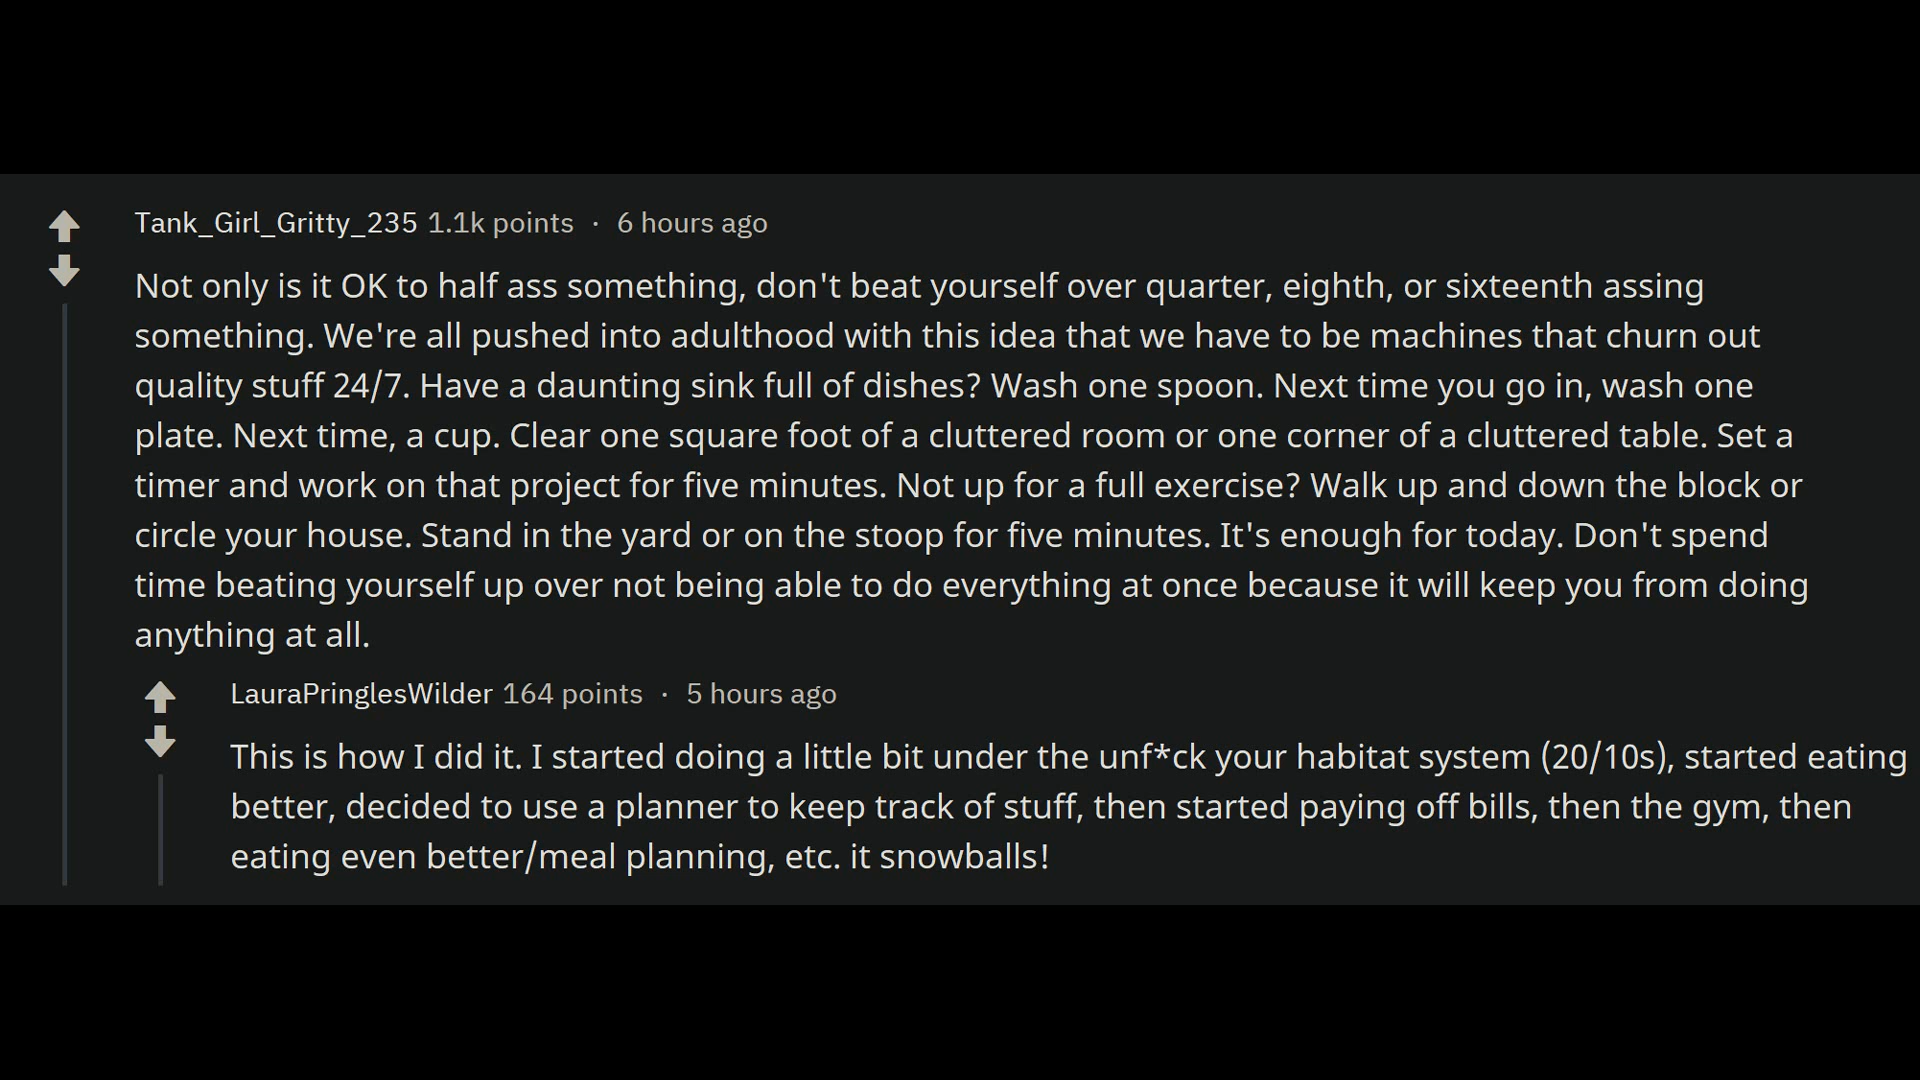 Tank_Girl_Gritty_235 1.1k points · 6 hours ago
Not only is it OK to half ass something, don't beat yourself over quarter, eighth, or sixteenth assing
something. We're all pushed into adulthood with this idea that we have to be machines that churn out
quality stuff 24/7. Have a daunting sink full of dishes? Wash one spoon. Next time you go in, wash one
plate. Next time, a cup. Clear one square foot of a cluttered room or one corner of a cluttered table. Set a
timer and work on that project for five minutes. Not up for a full exercise? Walk up and down the block or
circle your house. Stand in the yard or on the stoop for five minutes. It's enough for today. Don't spend
time beating yourself up over not being able to do everything at once because it will keep you from doing
anything at all.
LauraPringlesWilder 164 points · 5 hours ago
This is how I did it. I started doing a little bit under the unf*ck your habitat system (20/10s), started eating
better, decided to use a planner to keep track of stuff, then started paying off bills, then the gym, then
eating even better/meal planning, etc. it snowballs!